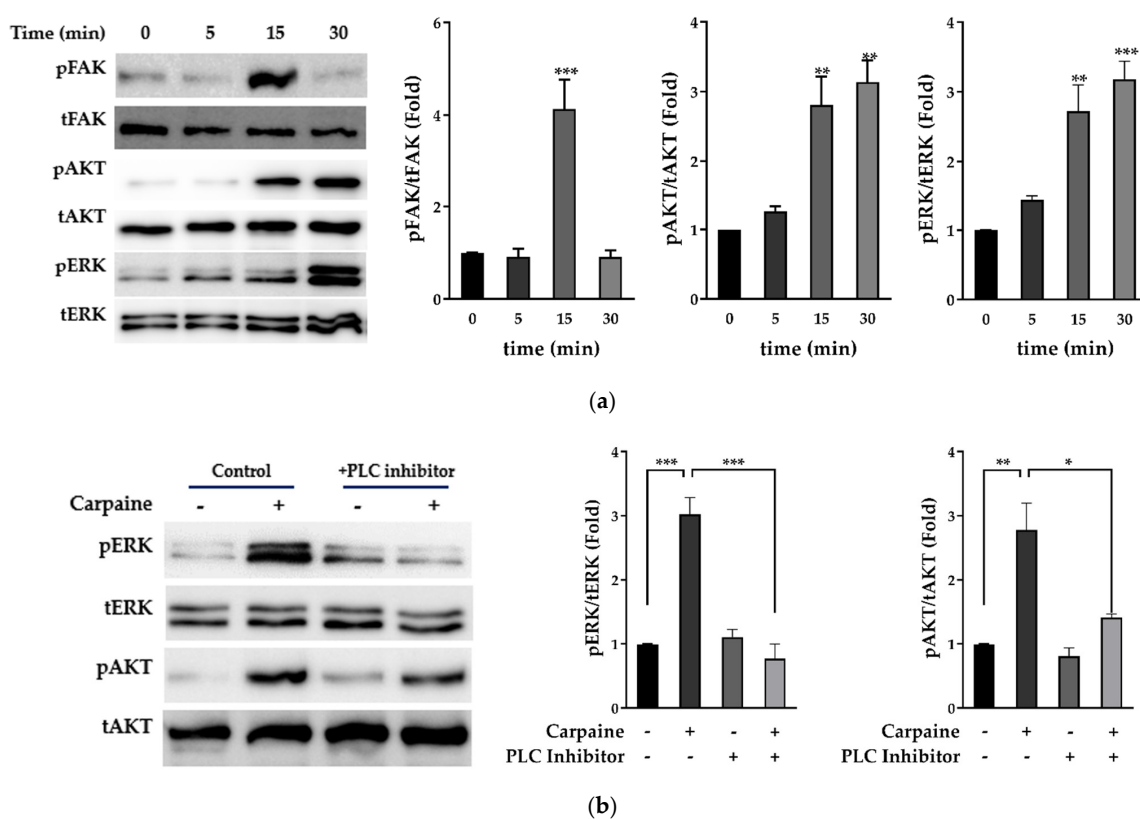 Time (min) 0 5 15 30
pFAK
tFAK
pAKT
tAKT
pERK
tERK
pFAK/tFAK (Fold)
6
4
2
0
***
0 5 15 30
time (min)
pAKT/tAKT (Fold)
4
3
2
1
0
** **
0 5 15 30
time (min)
pERK/tERK (Fold)
4
3
2
1
0
** ***
0 5 15 30
time (min)
(a)
Control +PLC inhibitor
Carpaine - + - +
pERK
tERK
pAKT
tAKT
pERK/tERK (Fold)
4
3
2
1
0
*** ***
Carpaine - + - +
PLC Inhibitor - - + +
pAKT/tAKT (Fold)
4
3
2
1
0
** *
Carpaine - + - +
PLC Inhibitor - - + +
(b)